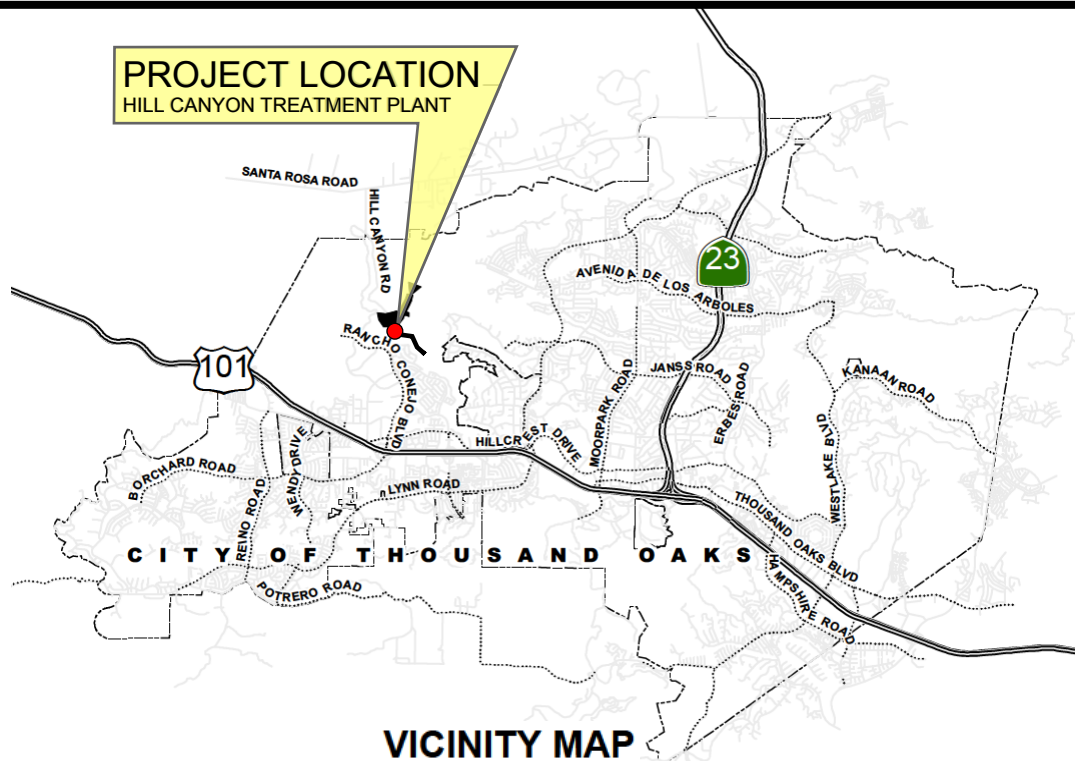 PROJECT LOCATION
HILL CANYON TREATMENT PLANT
SANTA ROSA ROAD
HILL CANYON RD
23
AVENIDA DE LOS ARBOLES
RANCHO CONEJO BLVD
101
JANSS ROAD
KANAAN ROAD
MOORPARK ROAD
ERBES ROAD
WESTLAKE BLVD
HILLCREST DRIVE
BORCHARD ROAD
WENDY DRIVE
REINO ROAD
LYNN ROAD
THOUSAND OAKS BLVD
CITY OF THOUSAND OAKS
HAMPSHIRE ROAD
POTRERO ROAD
VICINITY MAP